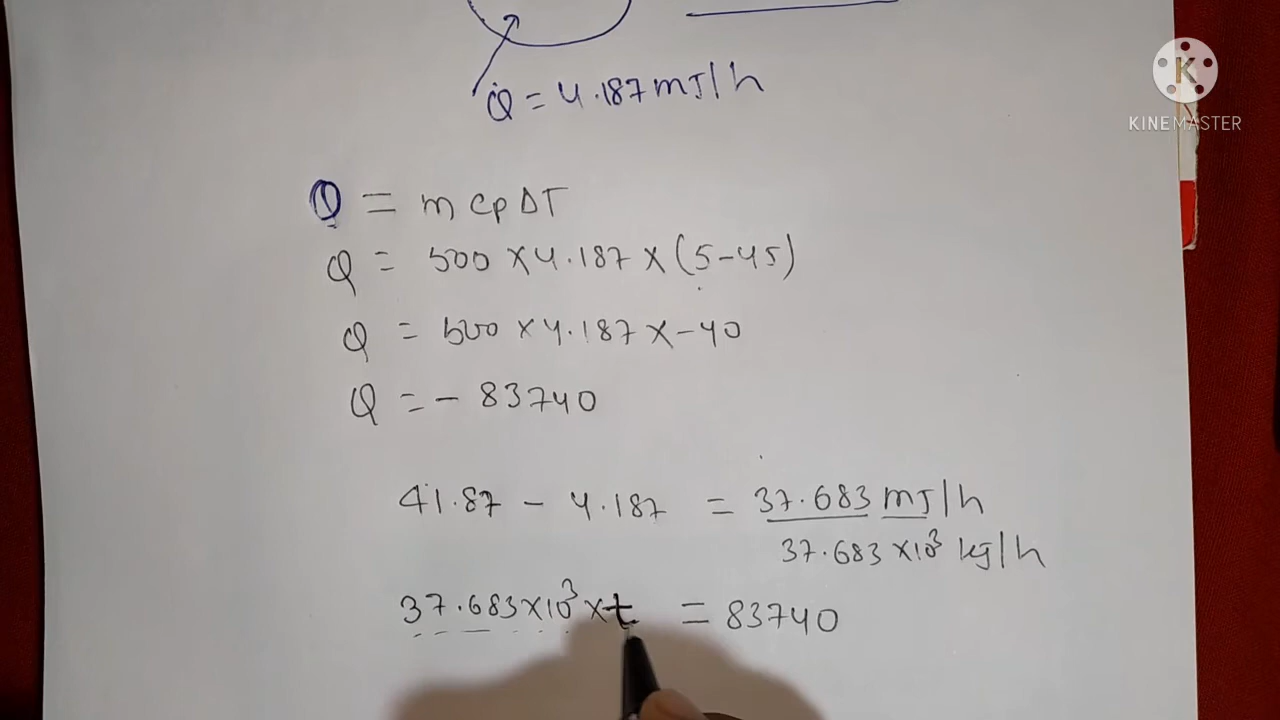 Q̇ = 4.187 mJ/h
KINEMASTER
Q = m Cp ΔT
Q = 500 × 4.187 × (5-45)
Q = 500 × 4.187 × -40
Q = - 83740
41.87 - 4.187 = 37.683 mJ/h
37.683 × 10³ kJ/h
37.683 × 10³ × t = 83740